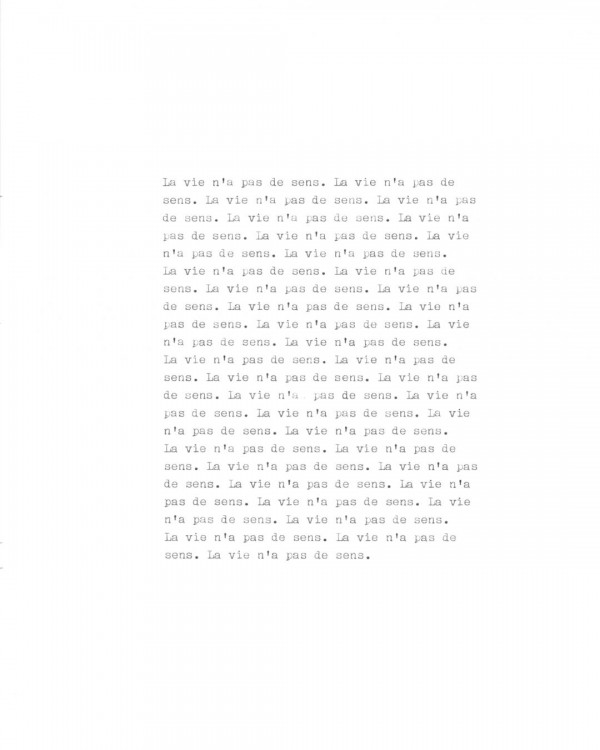 La vie n'a pas de sens. La vie n'a pas de
sens. La vie n'a pas de sens. La vie n'a pas
de sens. La vie n'a pas de sens. La vie n'a
pas de sens. La vie n'a pas de sens. La vie
n'a pas de sens. La vie n'a pas de sens.
La vie n'a pas de sens. La vie n'a pas de
sens. La vie n'a pas de sens. La vie n'a pas
de sens. La vie n'a pas de sens. La vie n'a
pas de sens. La vie n'a pas de sens. La vie
n'a pas de sens. La vie n'a pas de sens.
La vie n'a pas de sens. La vie n'a pas de
sens. La vie n'a pas de sens. La vie n'a pas
de sens. La vie n'a pas de sens. La vie n'a
pas de sens. La vie n'a pas de sens. La vie
n'a pas de sens. La vie n'a pas de sens.
La vie n'a pas de sens. La vie n'a pas de
sens. La vie n'a pas de sens. La vie n'a pas
de sens. La vie n'a pas de sens. La vie n'a
pas de sens. La vie n'a pas de sens. La vie
n'a pas de sens. La vie n'a pas de sens.
La vie n'a pas de sens. La vie n'a pas de
sens. La vie n'a pas de sens.